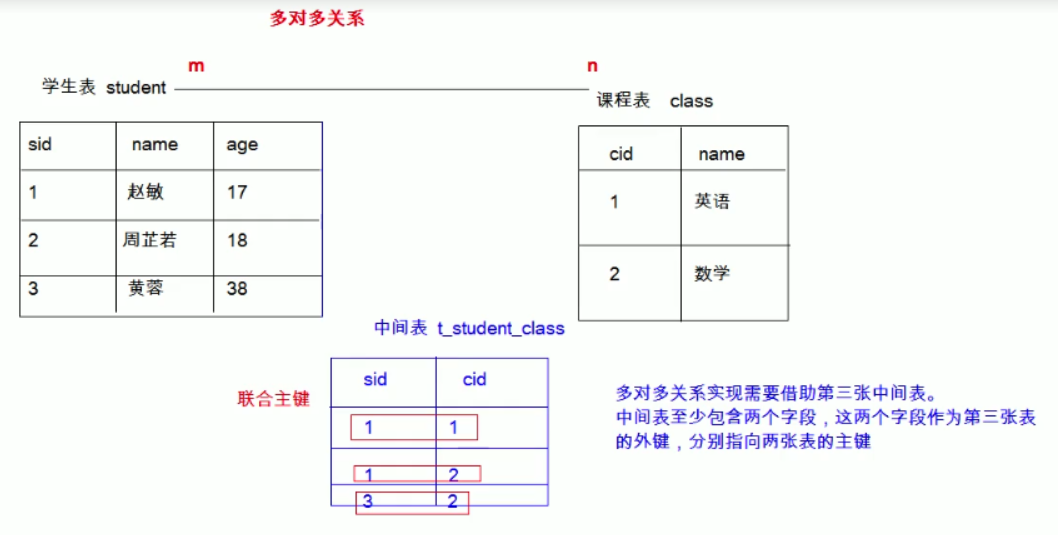 多对多关系
m n
学生表 student
课程表 class
sid name age
1 赵敏 17
2 周芷若 18
3 黄蓉 38
cid name
1 英语
2 数学
中间表 t_student_class
联合主键
sid cid
1 1
1 2
3 2
多对多关系实现需要借助第三张中间表。
中间表至少包含两个字段，这两个字段作为第三张表
的外键，分别指向两张表的主键